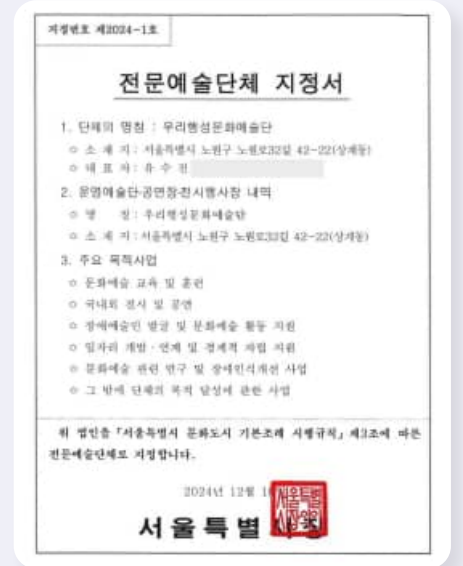 지정번호 제2024-1호
전문예술단체 지정서
1. 단체의 명칭 : 우리행성문화예술단
○ 소 재 지 : 서울특별시 노원구 노원로32길 42-22(상계동)
○ 대 표 자 : 유 수 진
2. 운영예술단·공연장·전시행사장 내역
○ 명 칭 : 우리행성문화예술단
○ 소 재 지 : 서울특별시 노원구 노원로32길 42-22(상계동)
3. 주요 목적사업
○ 문화예술 교육 및 훈련
○ 국내외 전시 및 공연
○ 장애예술인 발굴 및 문화예술 활동 지원
○ 일자리 개발·연계 및 경제적 자립 지원
○ 문화예술 관련 연구 및 장애인식개선 사업
○ 그 밖에 단체의 목적 달성에 관한 사업
위 법인을 「서울특별시 문화도시 기본조례 시행규칙」 제3조에 따른
전문예술단체로 지정합니다.
2024년 12월
서울특별시장